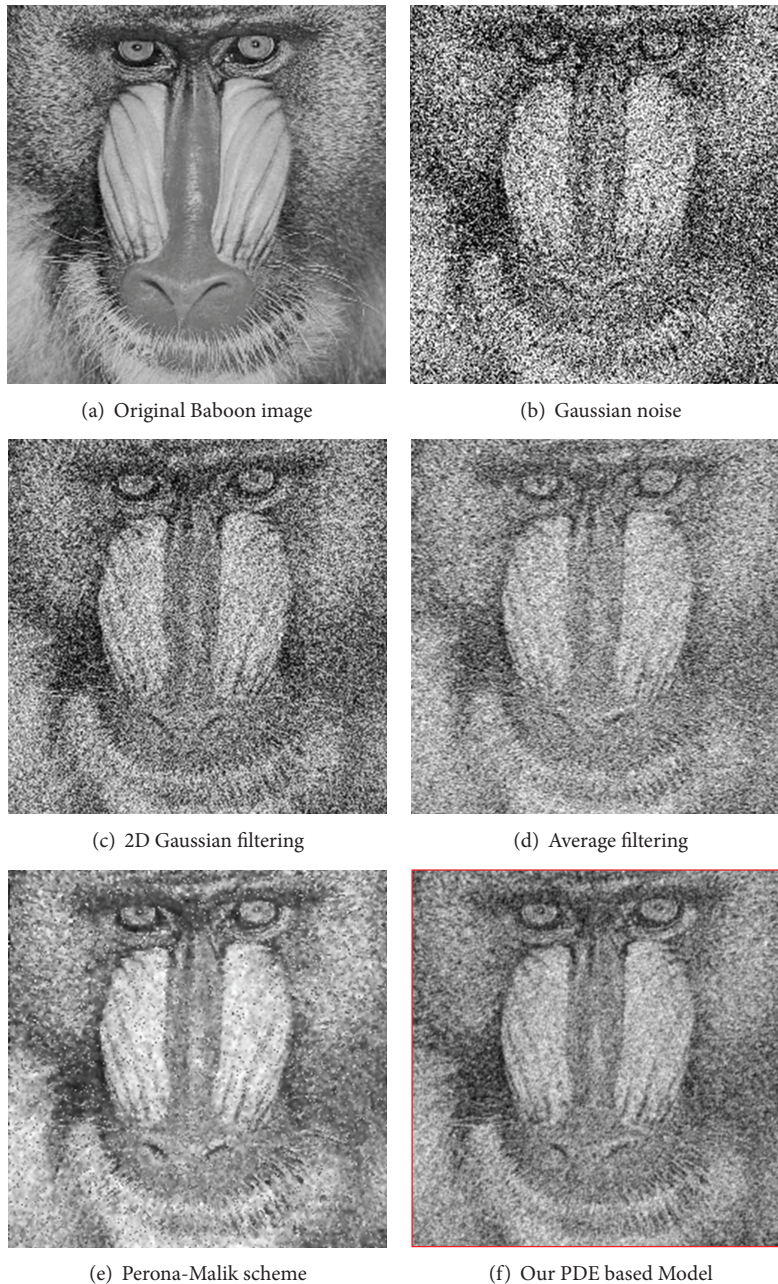 (a) Original Baboon image
(b) Gaussian noise
(c) 2D Gaussian filtering
(d) Average filtering
(e) Perona-Malik scheme
(f) Our PDE based Model